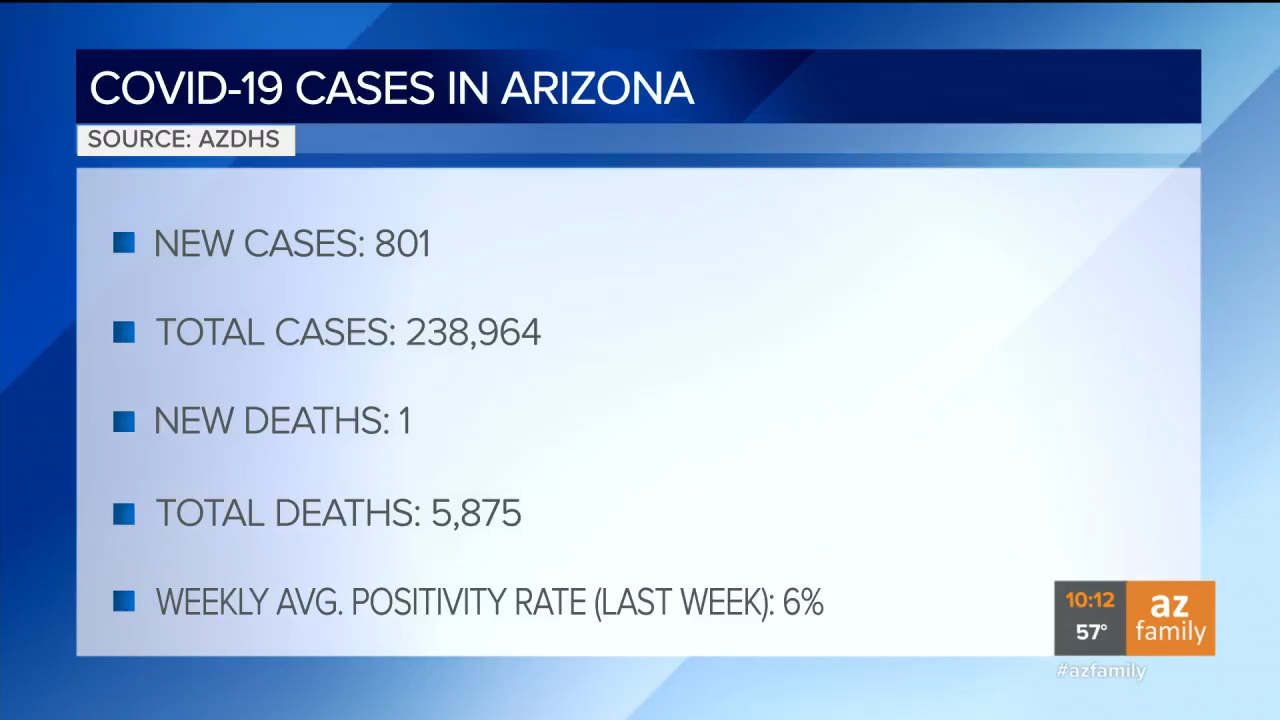 COVID-19 CASES IN ARIZONA
SOURCE: AZDHS
NEW CASES: 801
TOTAL CASES: 238,964
NEW DEATHS: 1
TOTAL DEATHS: 5,875
WEEKLY AVG. POSITIVITY RATE (LAST WEEK): 6%
10:12
57°
az
family
#azfamily